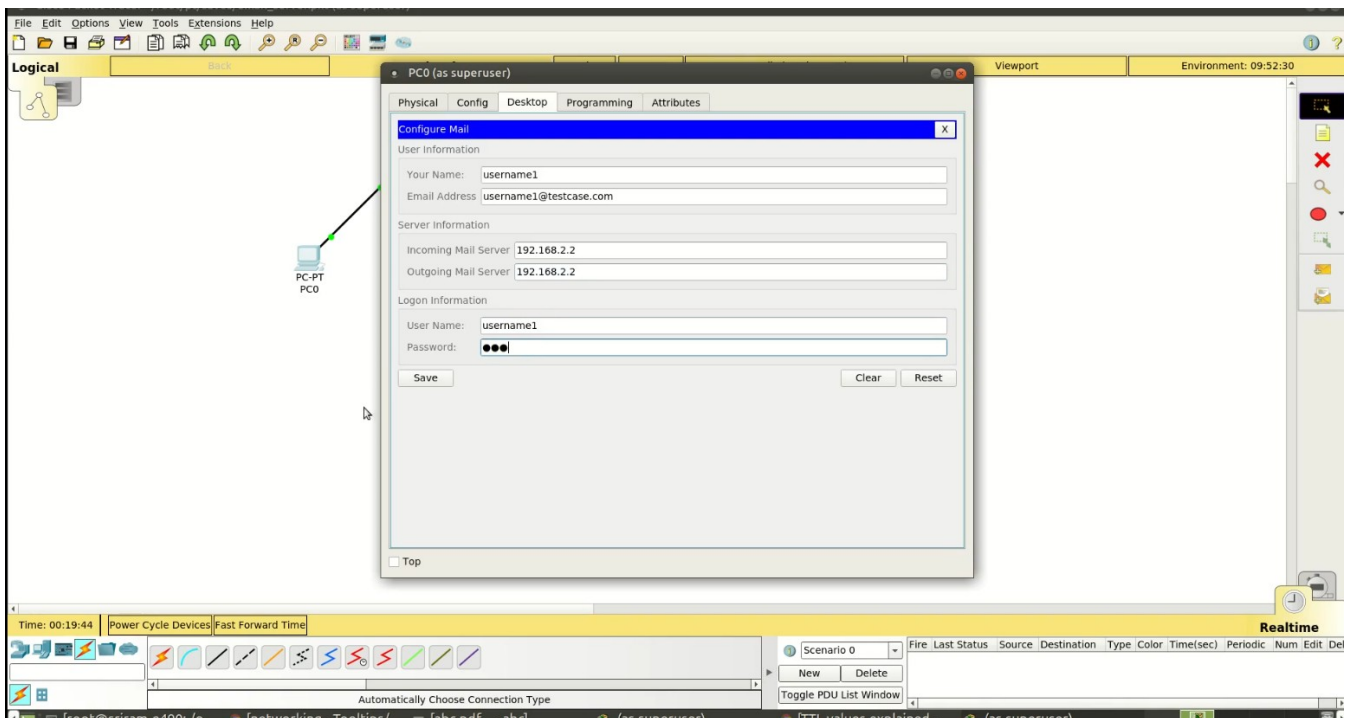 File Edit Options View Tools Extensions Help
Logical
Back
Viewport
Environment: 09:52:30
PC0 (as superuser)
Physical Config Desktop Programming Attributes
Configure Mail
X
User Information
Your Name: username1
Email Address username1@testcase.com
Server Information
Incoming Mail Server 192.168.2.2
Outgoing Mail Server 192.168.2.2
Logon Information
User Name: username1
Password: ●●●
Save Clear Reset
Top
PC-PT
PC0
Time: 00:19:44 Power Cycle Devices Fast Forward Time
Realtime
Scenario 0
New Delete
Toggle PDU List Window
Fire Last Status Source Destination Type Color Time(sec) Periodic Num Edit Del
Automatically Choose Connection Type